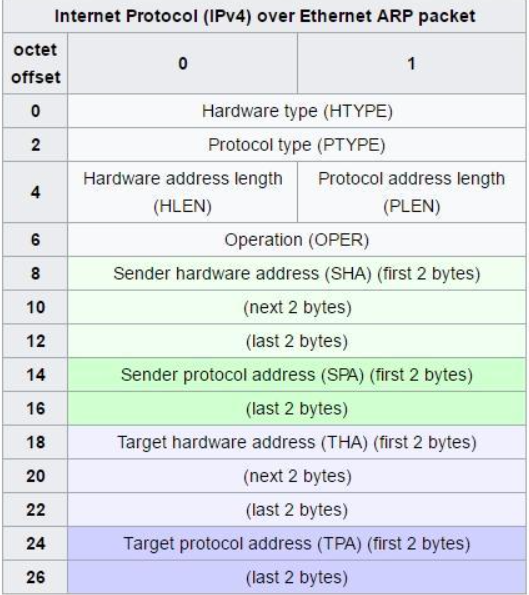 Internet Protocol (IPv4) over Ethernet ARP packet
octet offset 0 1
0 Hardware type (HTYPE)
2 Protocol type (PTYPE)
4 Hardware address length (HLEN) Protocol address length (PLEN)
6 Operation (OPER)
8 Sender hardware address (SHA) (first 2 bytes)
10 (next 2 bytes)
12 (last 2 bytes)
14 Sender protocol address (SPA) (first 2 bytes)
16 (last 2 bytes)
18 Target hardware address (THA) (first 2 bytes)
20 (next 2 bytes)
22 (last 2 bytes)
24 Target protocol address (TPA) (first 2 bytes)
26 (last 2 bytes)